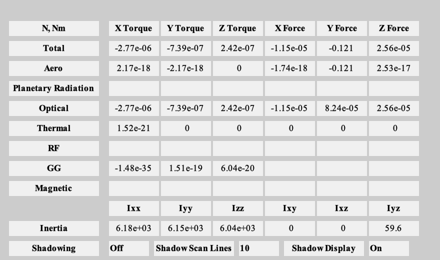 N, Nm X Torque Y Torque Z Torque X Force Y Force Z Force
Total -2.77e-06 -7.39e-07 2.42e-07 -1.15e-05 -0.121 2.56e-05
Aero 2.17e-18 -2.17e-18 0 -1.74e-18 -0.121 2.53e-17
Planetary Radiation
Optical -2.77e-06 -7.39e-07 2.42e-07 -1.15e-05 8.24e-05 2.56e-05
Thermal 1.52e-21 0 0 0 0 0
RF
GG -1.48e-35 1.51e-19 6.04e-20
Magnetic
Ixx Iyy Izz Ixy Ixz Iyz
Inertia 6.18e+03 6.15e+03 6.04e+03 0 0 59.6
Shadowing Off Shadow Scan Lines 10 Shadow Display On